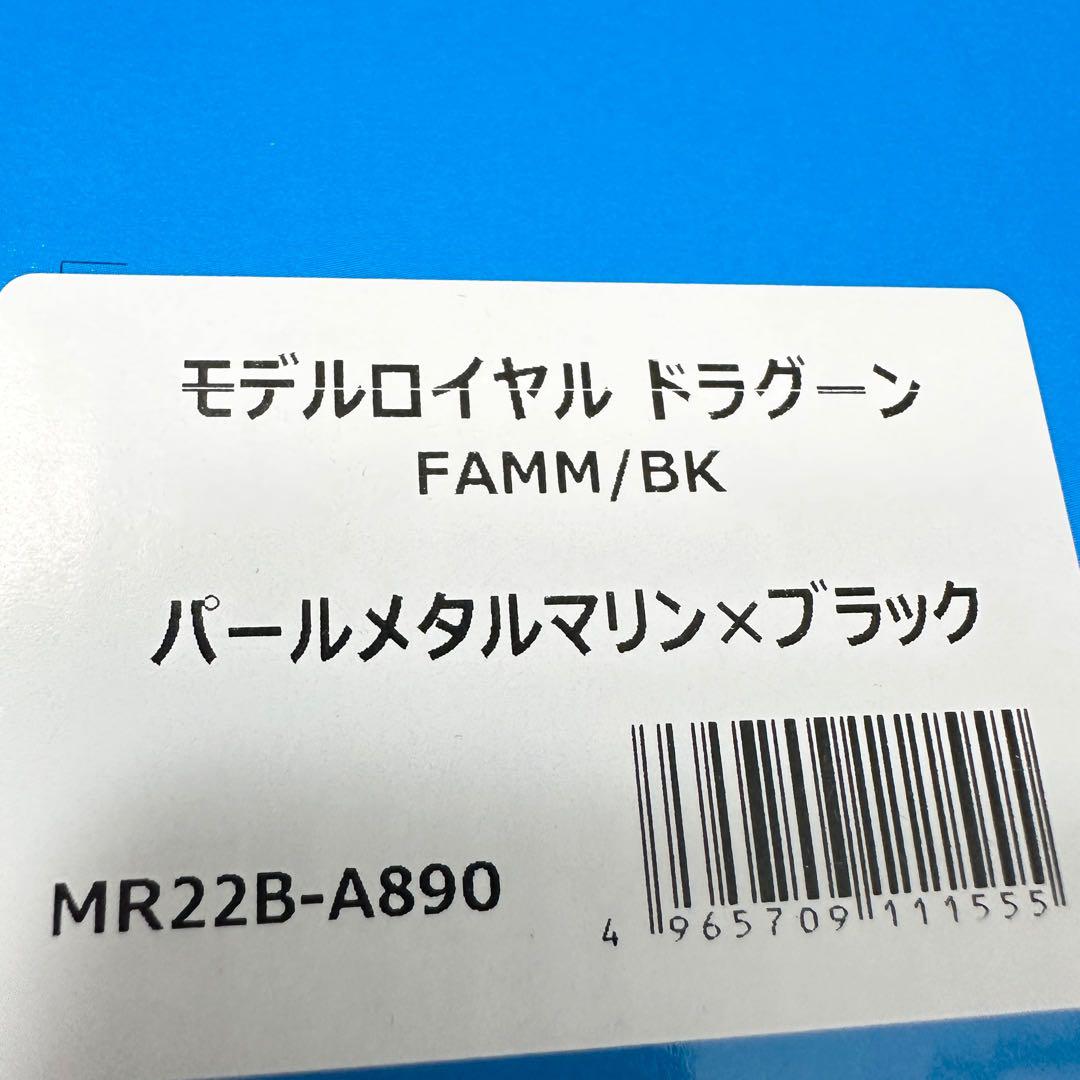 モデルロイヤル ドラグーン
FAMM/BK
パールメタルマリン×ブラック
MR22B-A890
4 965709 111555